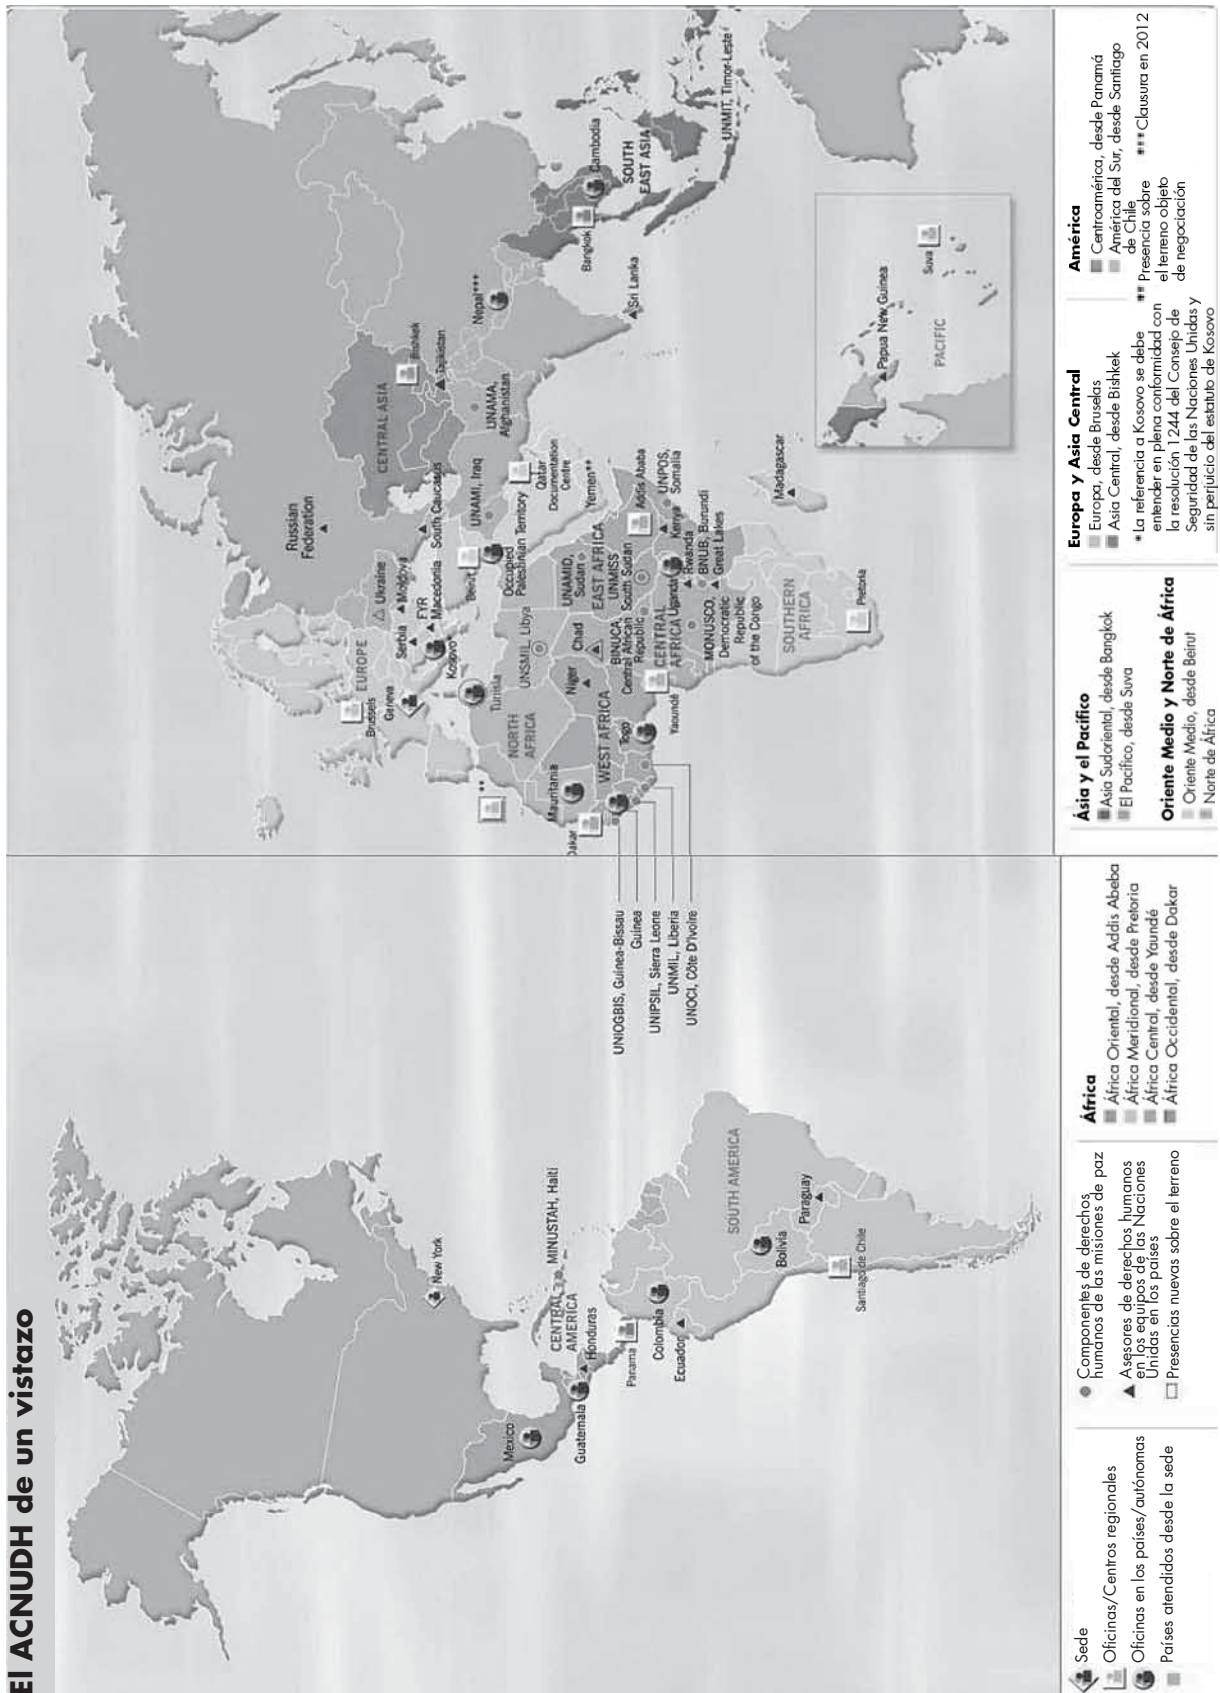 El ACNUDH de un vistazo
New York
Mexico
Guatemala
Honduras
CENTRAL
AMERICA
MINUSTAH, Haiti
Panama
Colombia
Ecuador
SOUTH AMERICA
Bolivia
Paraguay
Santiago de Chile
UNIOGBIS, Guinea-Bissau
Guinea
UNIPSIL, Sierra Leone
UNMIL, Liberia
UNOCI, Côte D'Ivoire
EUROPE
Brussels
Geneva
Ukraine
Moldova
Serbia
FYR
Macedonia
Kosovo*
South Caucasus
Russian
Federation
CENTRAL ASIA
Bishkek
Tajikistan
UNAMA,
Afghanistan
Nepal***
Sri Lanka
Bangkok
Cambodia
SOUTH
EAST ASIA
UNMIT, Timor-Leste
Beirut
UNAMI, Iraq
Occupied
Palestinian Territory
Qatar
Documentation
Centre
Yemen**
Tunisia
**
NORTH
AFRICA
UNSMIL, Libya
Mauritania
Dakar
WEST AFRICA
Niger
Chad
Togo
Yaoundé
BINUCA,
Central African
Republic
CENTRAL
AFRICA
UNAMID,
Sudan
EAST AFRICA
UNMISS
South Sudan
Addis Ababa
UNPOS,
Somalia
Kenya
Uganda
Rwanda
BNUB, Burundi
Great Lakes
MONUSCO,
Democratic
Republic
of the Congo
SOUTHERN
AFRICA
Pretoria
Madagascar
Papua New Guinea
PACIFIC
Suva
Sede
Oficinas/Centros regionales
Oficinas en los países/autónomas
Países atendidos desde la sede
Componentes de derechos
humanos de las misiones de paz
Asesores de derechos humanos
en los equipos de las Naciones
Unidas en los países
Presencias nuevas sobre el terreno
África
África Oriental, desde Addis Abeba
África Meridional, desde Pretoria
África Central, desde Yaundé
África Occidental, desde Dakar
Ásia y el Pacífico
Asia Sudoriental, desde Bangkok
El Pacífico, desde Suva
Oriente Medio y Norte de África
Oriente Medio, desde Beirut
Norte de África
Europa y Asia Central
Europa, desde Bruselas
Asia Central, desde Bishkek
* La referencia a Kosovo se debe
entender en plena conformidad con
la resolución 1244 del Consejo de
Seguridad de las Naciones Unidas y
sin perjuicio del estatuto de Kosovo
América
Centroamérica, desde Panamá
América del Sur, desde Santiago
de Chile
** Presencia sobre
el terreno objeto
de negociación
*** Clausura en 2012